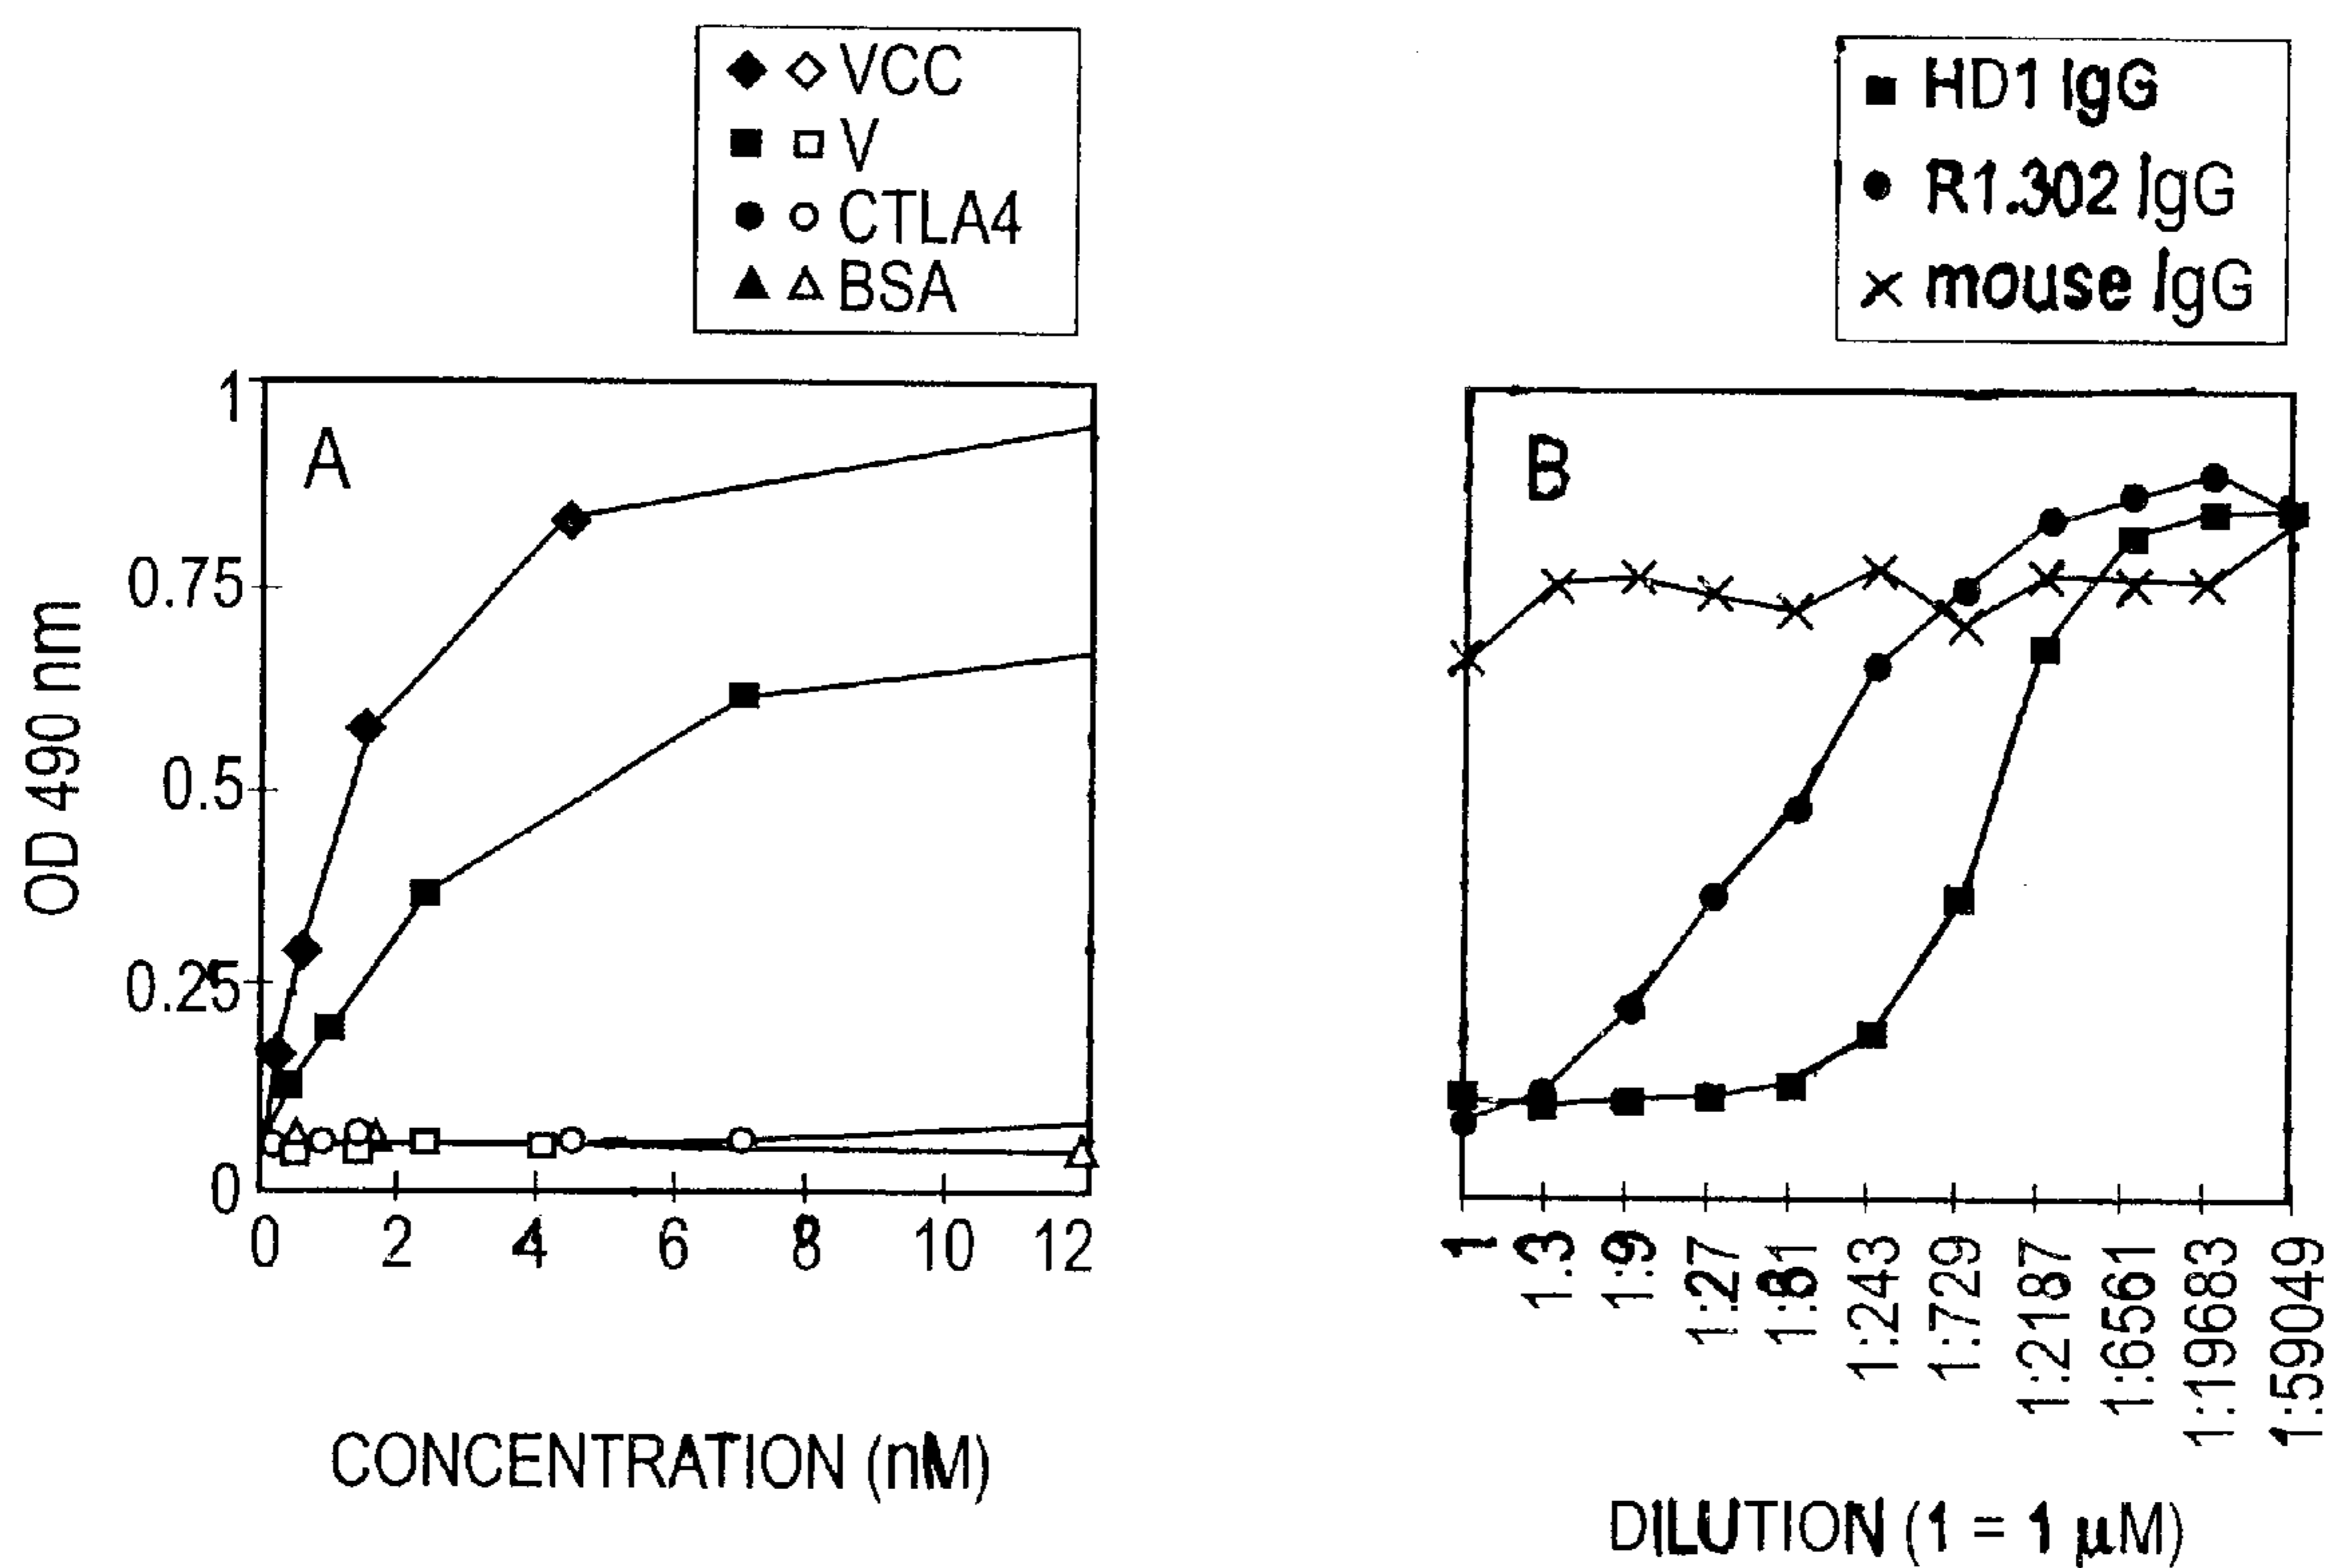 VCC
V
CTLA4
BSA
HD1 IgG
R1.302 IgG
mouse IgG
A
OD 490 nm
1
0.75
0.5
0.25
0
0 2 4 6 8 10 12
CONCENTRATION (nM)
B
1
1:3
1:9
1:27
1:81
1:243
1:729
1:2187
1:6561
1:19683
1:59049
DILUTION (1 = 1 µM)